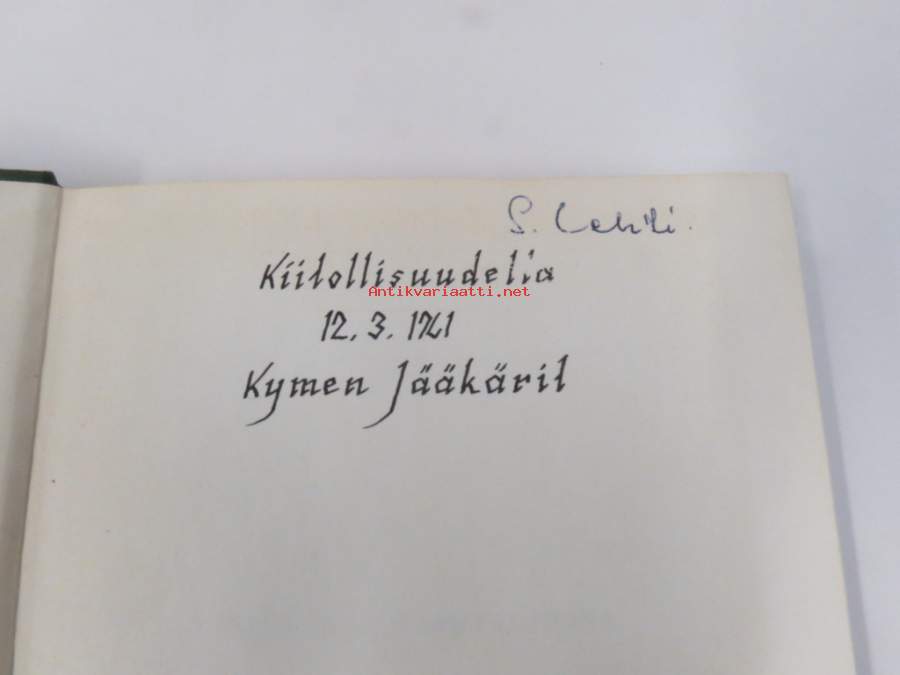 S. Lehti.
Kiitollisuudella
Antikvariaatti.net
12. 3. 1961
Kymen Jääkärit